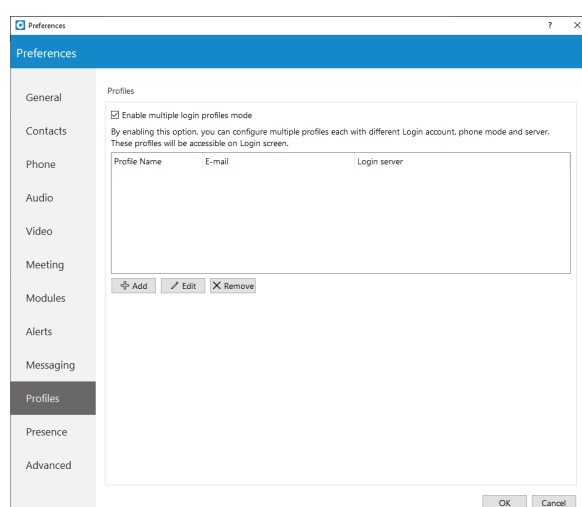 Preferences
?
Preferences
General
Contacts
Phone
Audio
Video
Meeting
Modules
Alerts
Messaging
Profiles
Presence
Advanced
Profiles
Enable multiple login profiles mode
By enabling this option, you can configure multiple profiles each with different Login account, phone mode and server.
These profiles will be accessible on Login screen.
Profile Name E-mail Login server
Add Edit Remove
OK Cancel